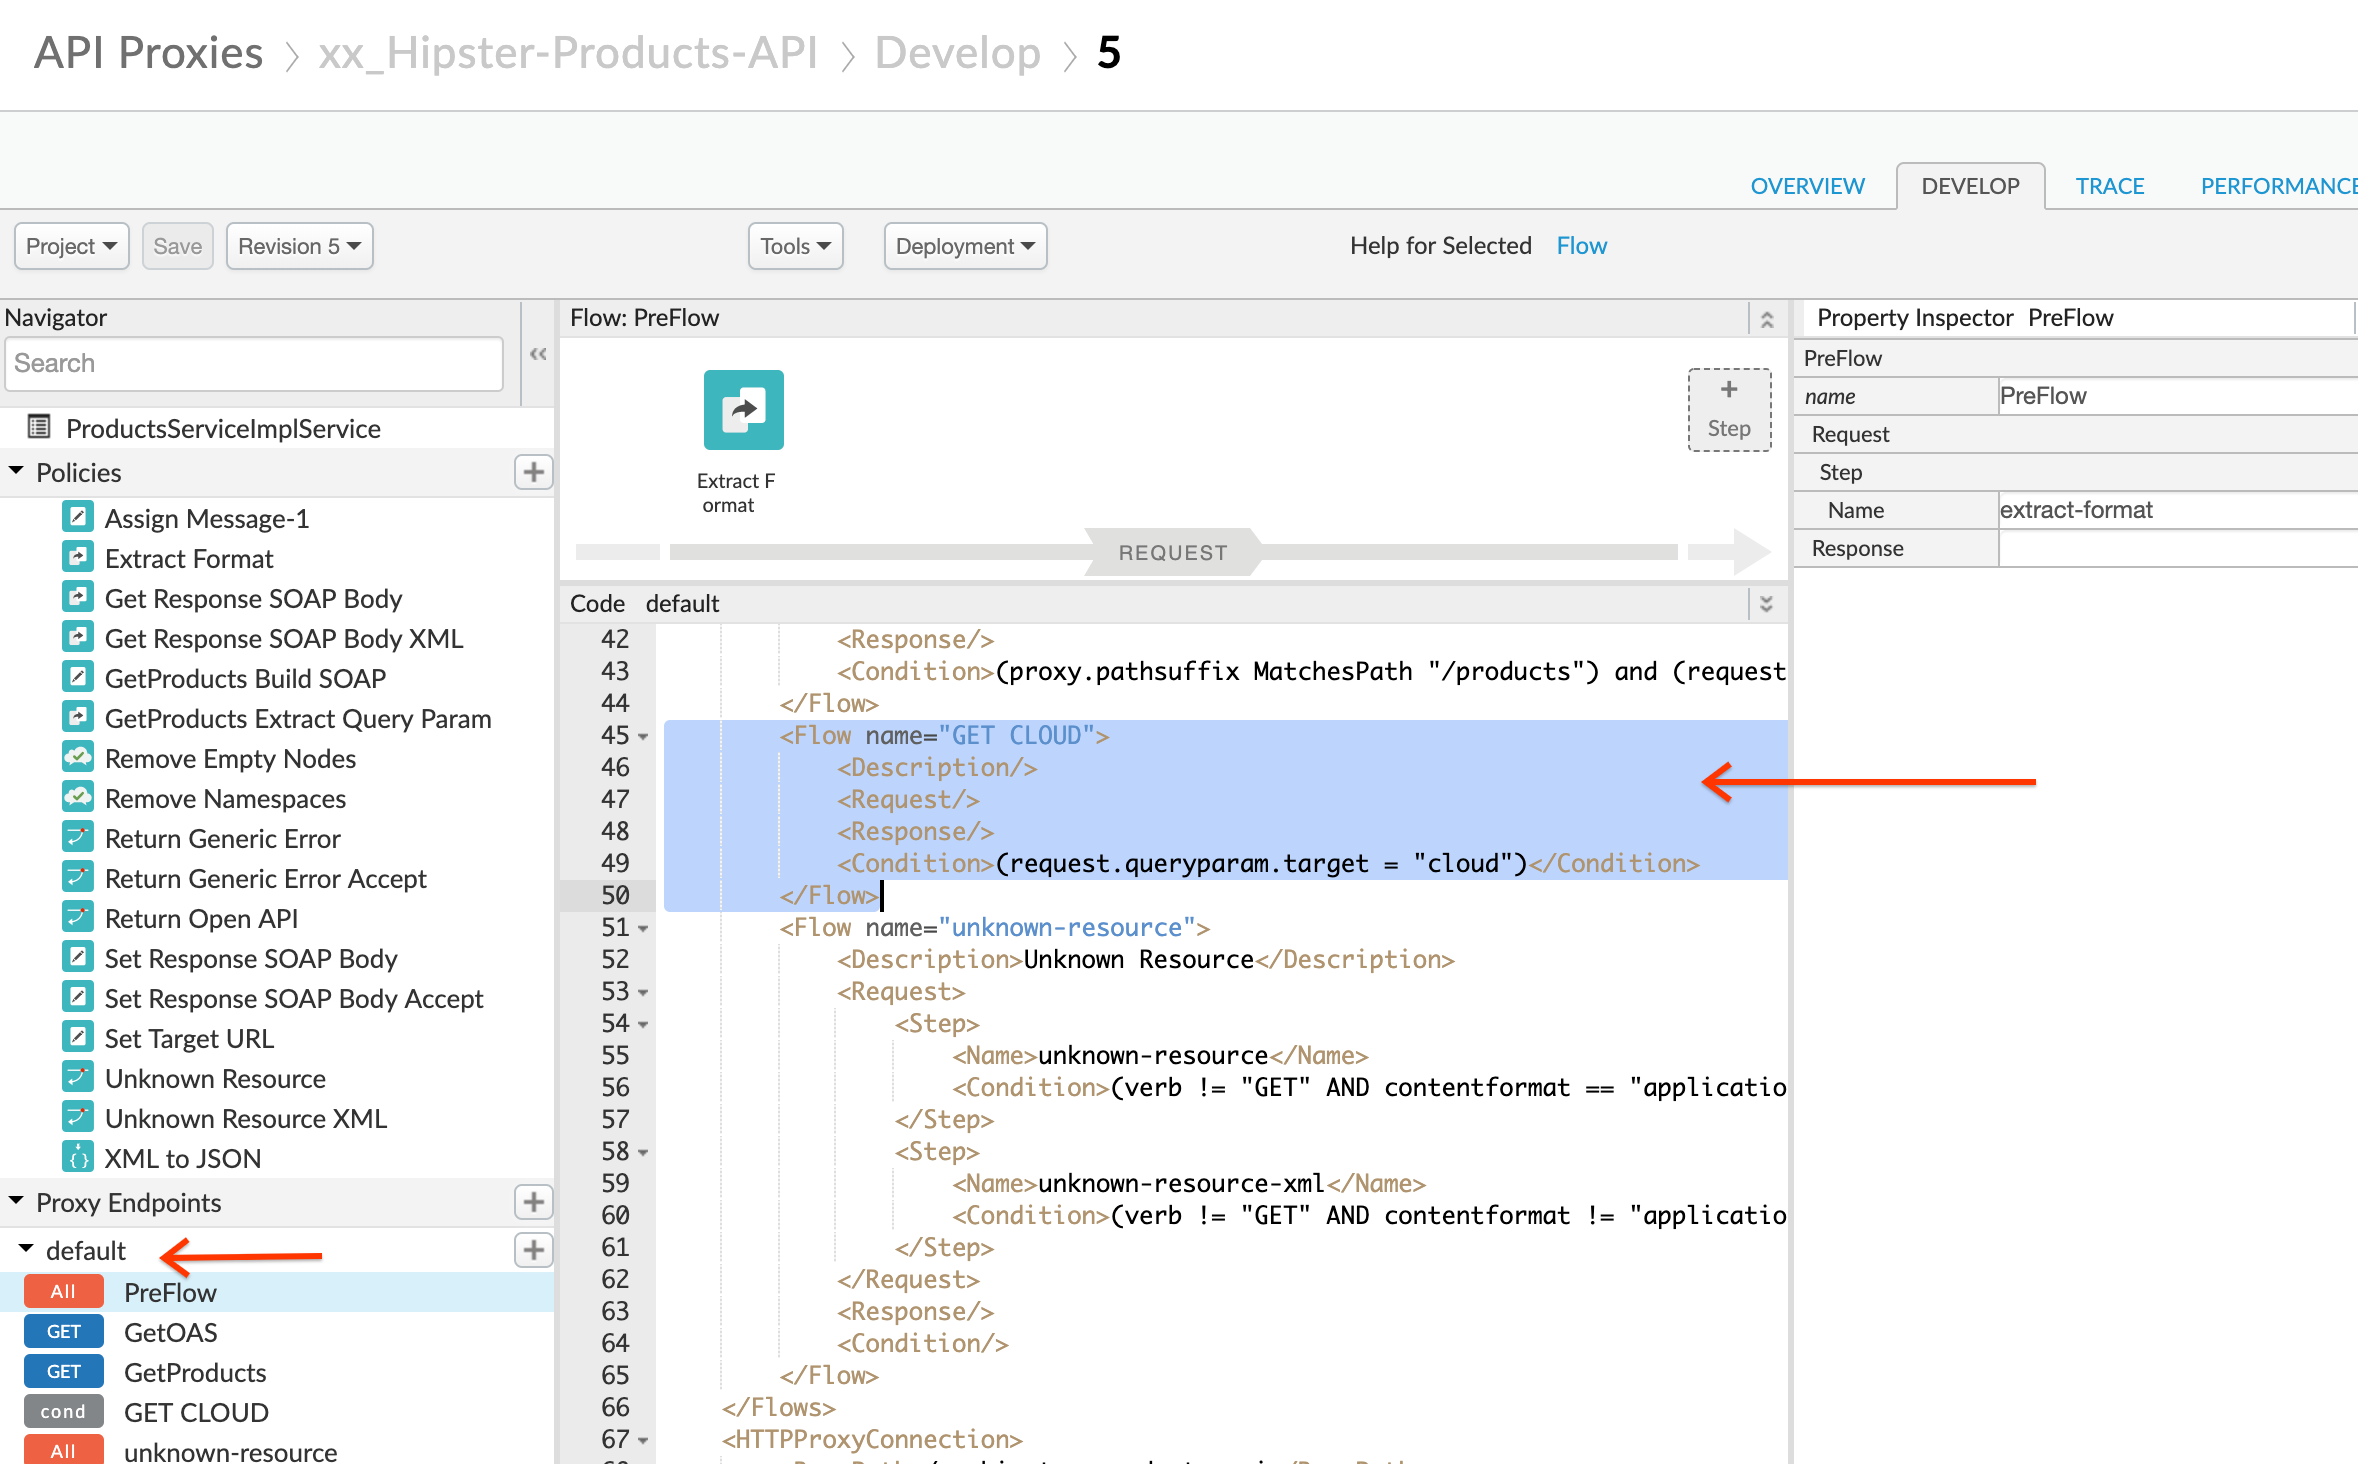 API Proxies > xx_Hipster-Products-API > Develop > 5
OVERVIEW DEVELOP TRACE PERFORMANCE
Project Save Revision 5 Tools Deployment Help for Selected Flow
Navigator
Search
ProductsServiceImplService
Policies
Assign Message-1
Extract Format
Get Response SOAP Body
Get Response SOAP Body XML
GetProducts Build SOAP
GetProducts Extract Query Param
Remove Empty Nodes
Remove Namespaces
Return Generic Error
Return Generic Error Accept
Return Open API
Set Response SOAP Body
Set Response SOAP Body Accept
Set Target URL
Unknown Resource
Unknown Resource XML
XML to JSON
Proxy Endpoints
default
All PreFlow
GET GetOAS
GET GetProducts
cond GET CLOUD
All unknown-resource
Flow: PreFlow
Extract F
ormat
+
Step
REQUEST
Code default
42 <Response/>
43 <Condition>(proxy.pathsuffix MatchesPath "/products") and (request
44 </Flow>
45 <Flow name="GET CLOUD">
46 <Description/>
47 <Request/>
48 <Response/>
49 <Condition>(request.queryparam.target = "cloud")</Condition>
50 </Flow>
51 <Flow name="unknown-resource">
52 <Description>Unknown Resource</Description>
53 <Request>
54 <Step>
55 <Name>unknown-resource</Name>
56 <Condition>(verb != "GET" AND contentformat == "applicatio
57 </Step>
58 <Step>
59 <Name>unknown-resource-xml</Name>
60 <Condition>(verb != "GET" AND contentformat != "applicatio
61 </Step>
62 </Request>
63 <Response/>
64 <Condition/>
65 </Flow>
66 </Flows>
67 <HTTPProxyConnection>
Property Inspector PreFlow
PreFlow
name PreFlow
Request
Step
Name extract-format
Response